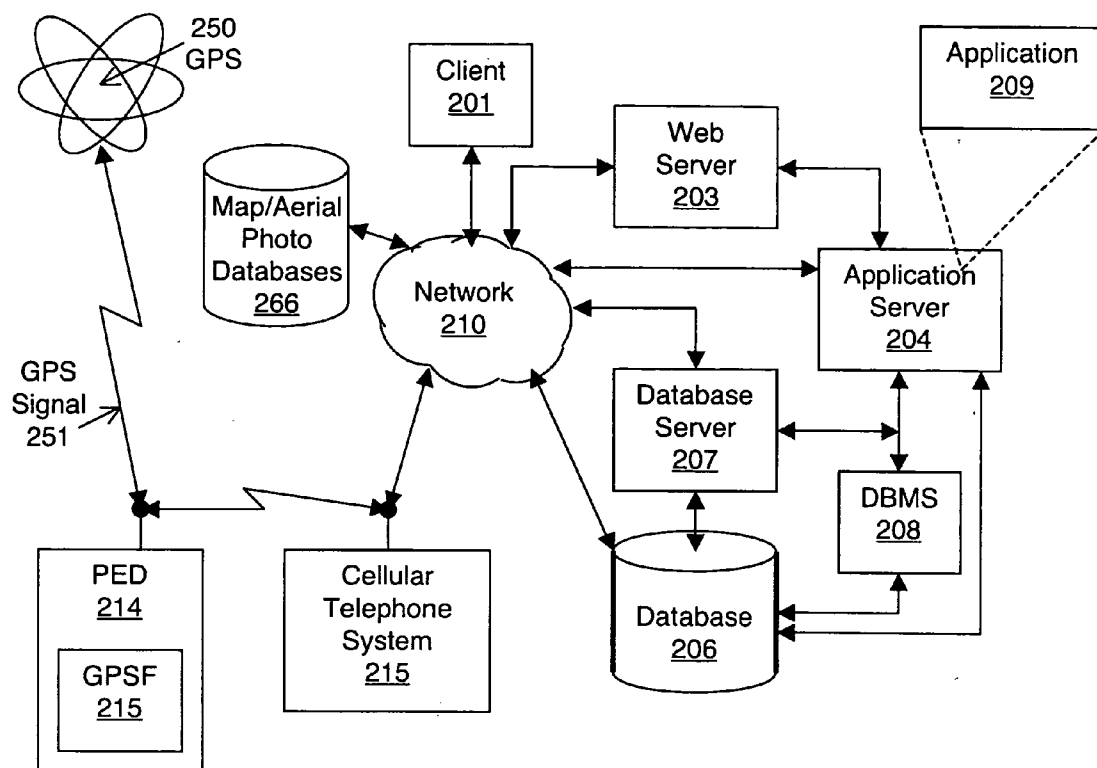 250
GPS
Client
201
Application
209
Web
Server
203
Map/Aerial
Photo
Databases
266
Network
210
Application
Server
204
GPS
Signal
251
Database
Server
207
DBMS
208
PED
214
GPSF
215
Cellular
Telephone
System
215
Database
206